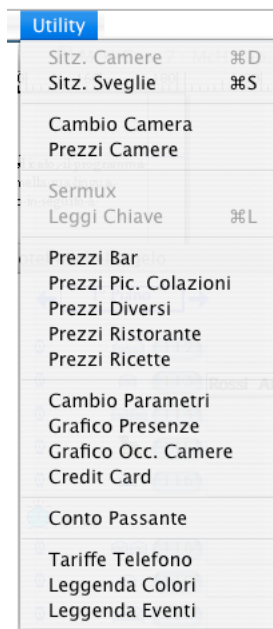 Utility
Sitz. Camere ⌘D
Sitz. Sveglie ⌘S
Cambio Camera
Prezzi Camere
Sermux
Leggi Chiave ⌘L
Prezzi Bar
Prezzi Pic. Colazioni
Prezzi Diversi
Prezzi Ristorante
Prezzi Ricette
Cambio Parametri
Grafico Presenze
Grafico Occ. Camere
Credit Card
Conto Passante
Tariffe Telefono
Leggenda Colori
Leggenda Eventi